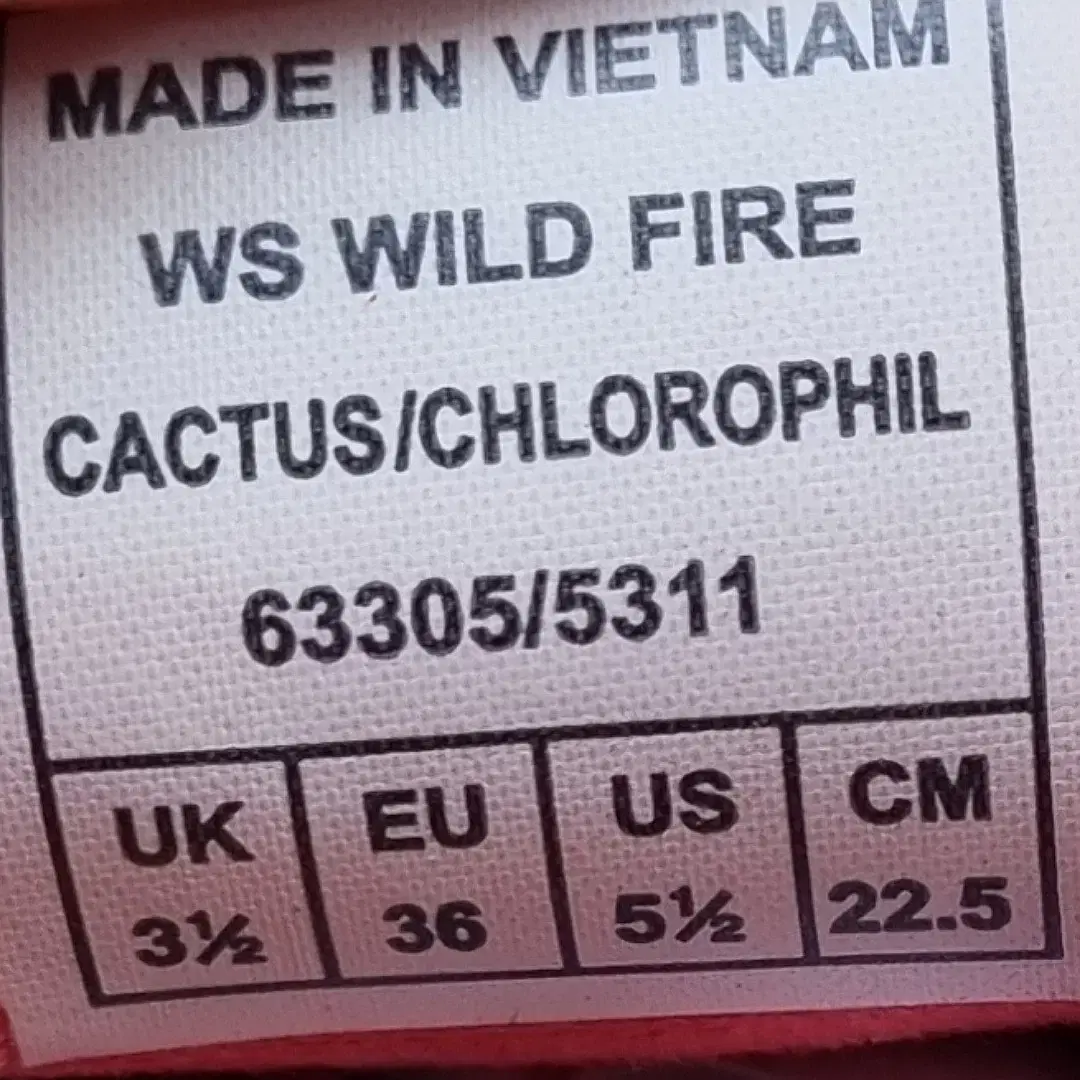 MADE IN VIETNAM
WS WILD FIRE
CACTUS/CHLOROPHIL
63305/5311
UK EU US CM
3½ 36 5½ 22.5